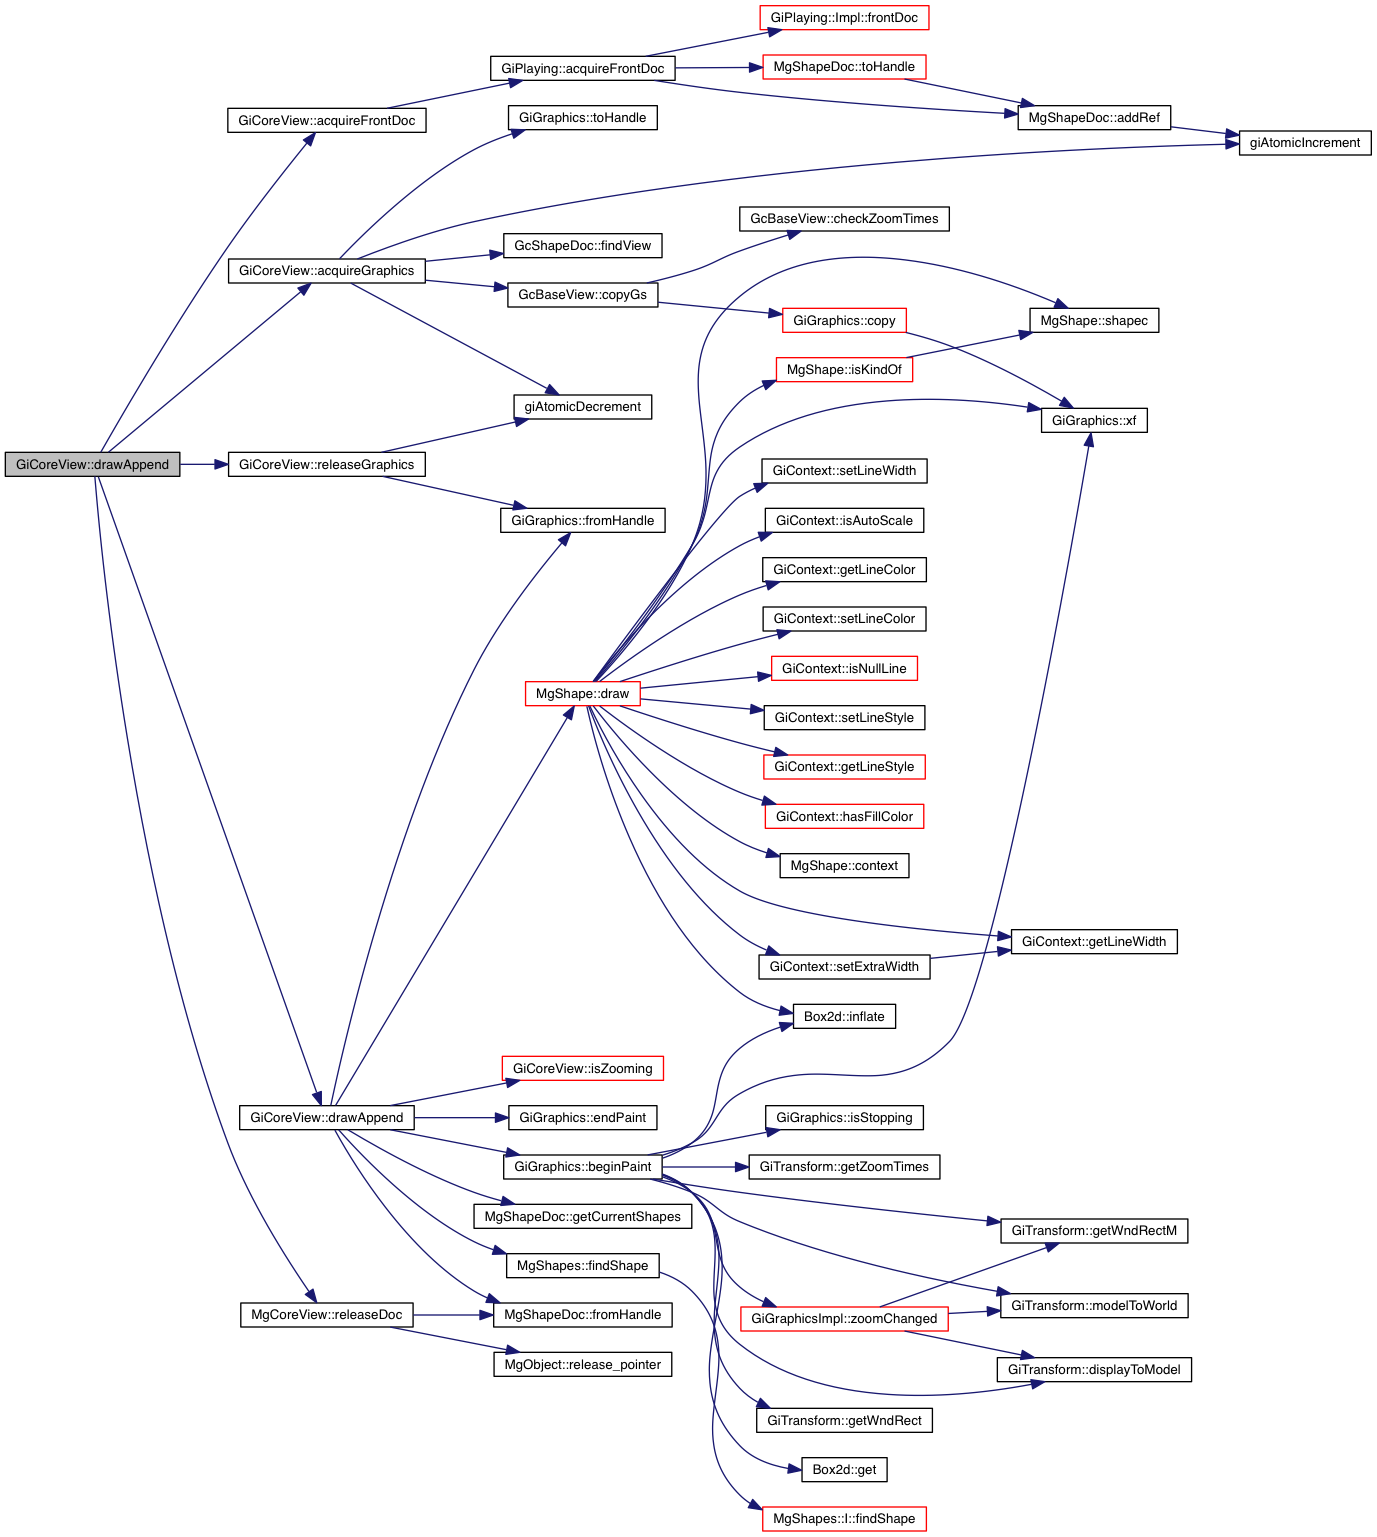 GiPlaying::Impl::frontDoc
GiPlaying::acquireFrontDoc
MgShapeDoc::toHandle
GiCoreView::acquireFrontDoc
GiGraphics::toHandle
MgShapeDoc::addRef
giAtomicIncrement
GcBaseView::checkZoomTimes
GcShapeDoc::findView
GiCoreView::acquireGraphics
GcBaseView::copyGs
GiGraphics::copy
MgShape::shapec
MgShape::isKindOf
giAtomicDecrement
GiGraphics::xf
GiCoreView::drawAppend
GiCoreView::releaseGraphics
GiContext::setLineWidth
GiGraphics::fromHandle
GiContext::isAutoScale
GiContext::getLineColor
GiContext::setLineColor
GiContext::isNullLine
MgShape::draw
GiContext::setLineStyle
GiContext::getLineStyle
GiContext::hasFillColor
MgShape::context
GiContext::getLineWidth
GiContext::setExtraWidth
Box2d::inflate
GiCoreView::isZooming
GiCoreView::drawAppend
GiGraphics::endPaint
GiGraphics::isStopping
GiGraphics::beginPaint
GiTransform::getZoomTimes
MgShapeDoc::getCurrentShapes
GiTransform::getWndRectM
MgShapes::findShape
GiTransform::modelToWorld
MgCoreView::releaseDoc
MgShapeDoc::fromHandle
GiGraphicsImpl::zoomChanged
MgObject::release_pointer
GiTransform::displayToModel
GiTransform::getWndRect
Box2d::get
MgShapes::I::findShape